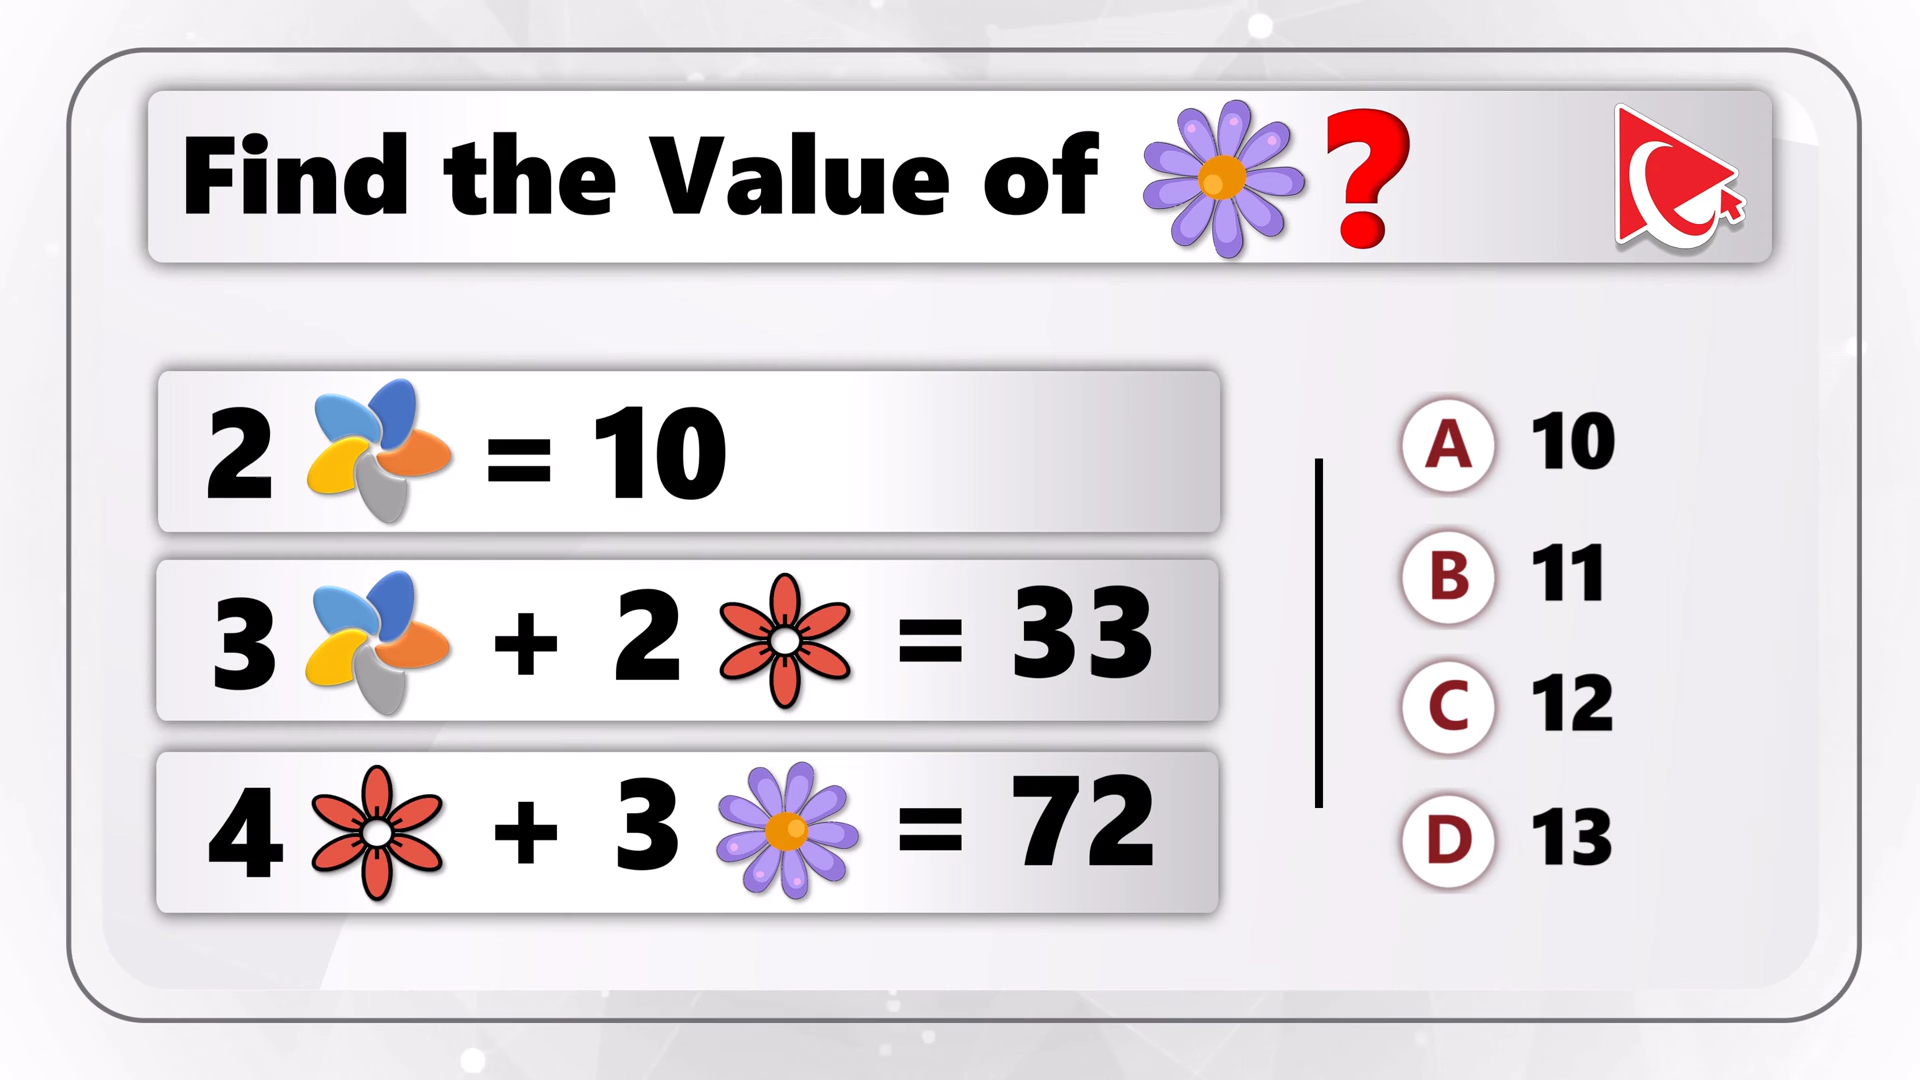 Find the Value of ?
2 = 10
3 + 2 = 33
4 + 3 = 72
A 10
B 11
C 12
D 13